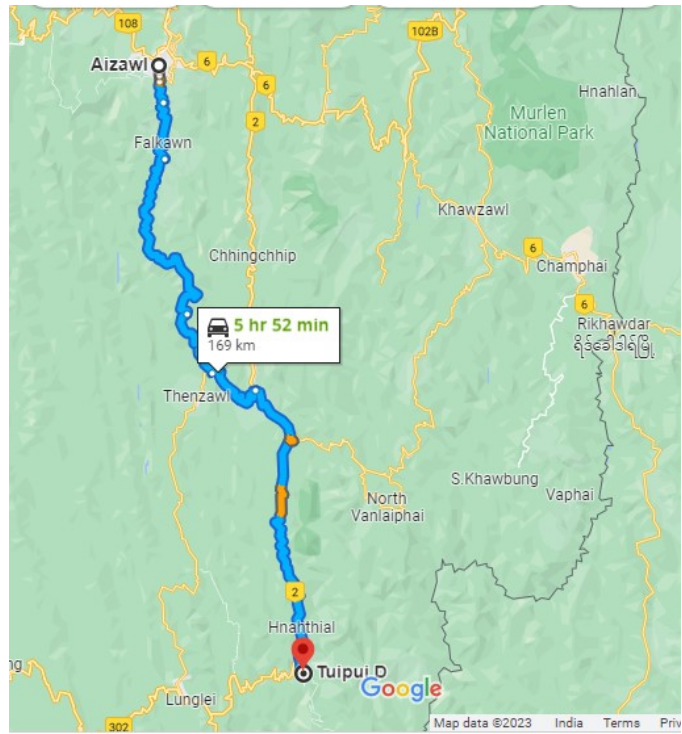 108
102B
Aizawl
6
6
2
Hnahlan
Murlen
National Park
Falkawn
Khawzawl
Chhingchhip
6
Champhai
6
Rikhawdar
5 hr 52 min
169 km
Thenzawl
S.Khawbung
Vaphai
North
Vanlaiphai
2
Hnahthial
Tuipui D
Google
Lunglei
302
Map data ©2023 India Terms